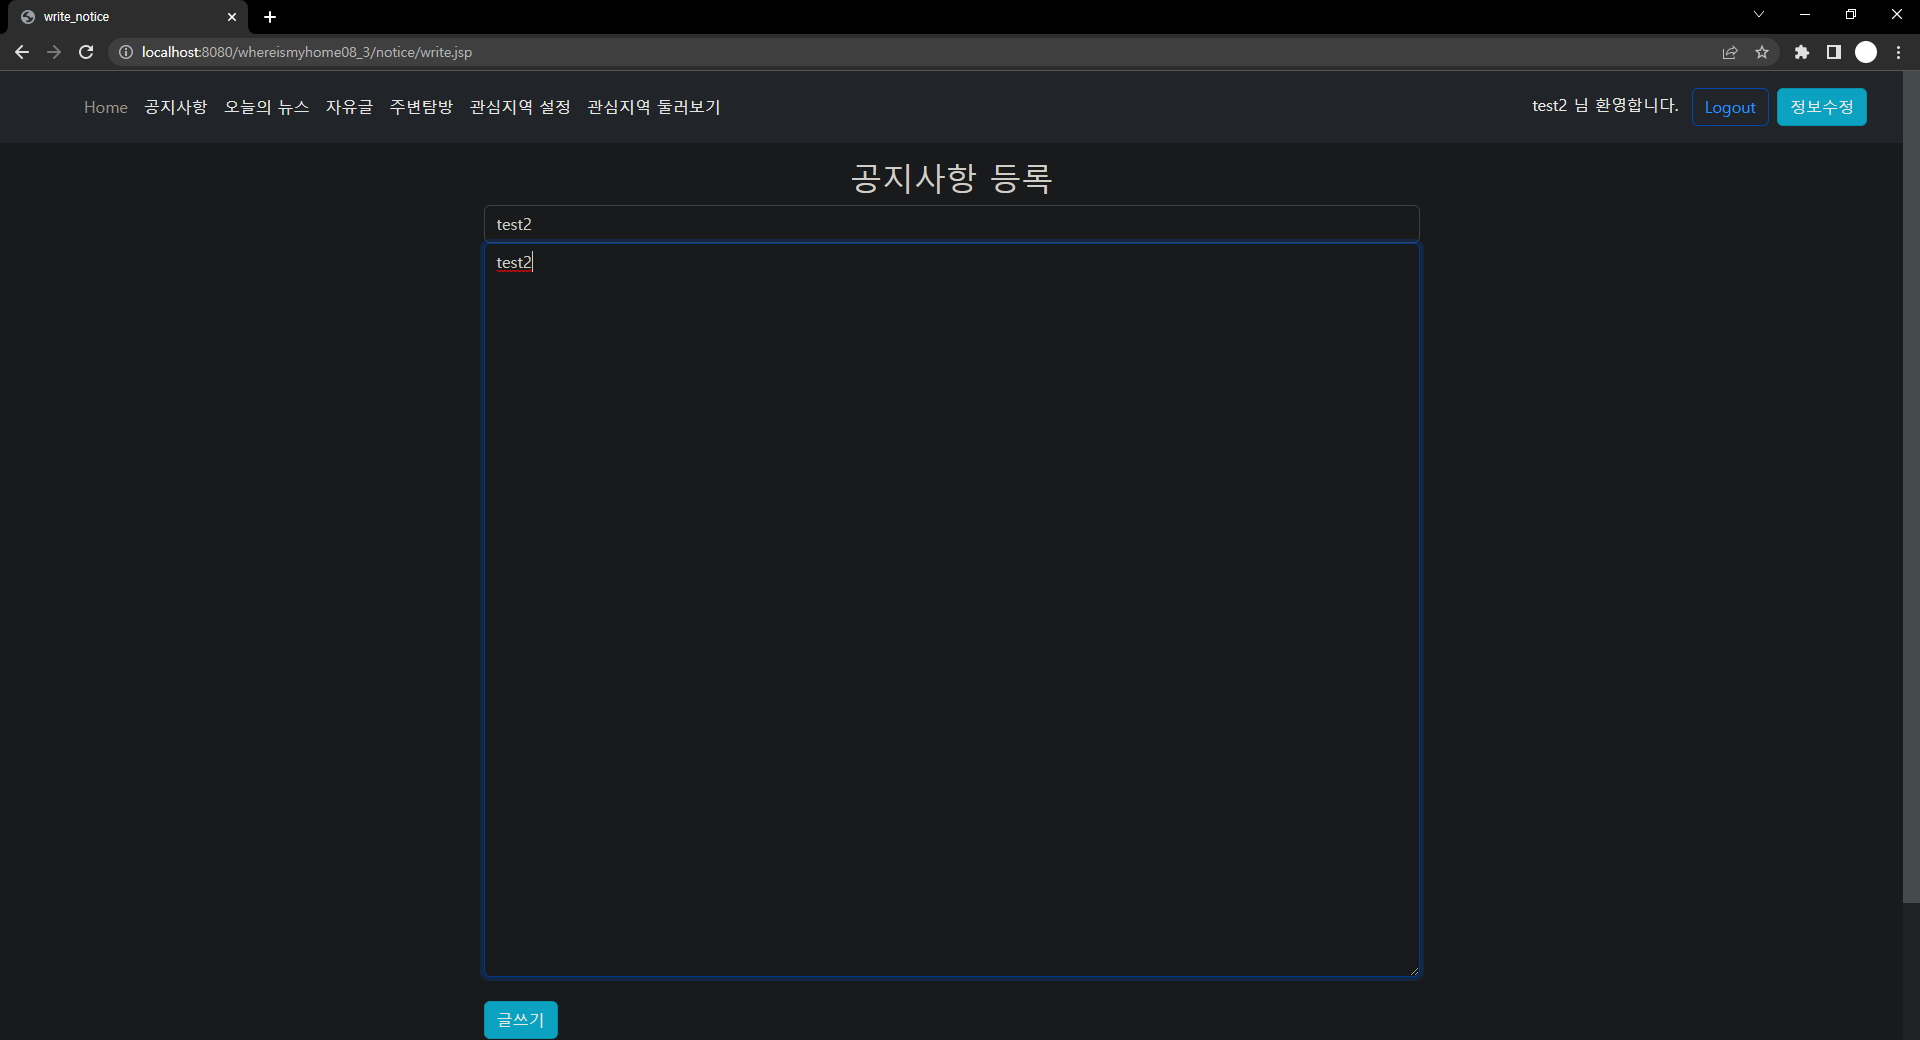 write_notice
localhost:8080/whereismyhome08_3/notice/write.jsp
Home 공지사항 오늘의 뉴스 자유글 주변탐방 관심지역 설정 관심지역 둘러보기 test2 님 환영합니다. Logout 정보수정
공지사항 등록
test2
test2
글쓰기